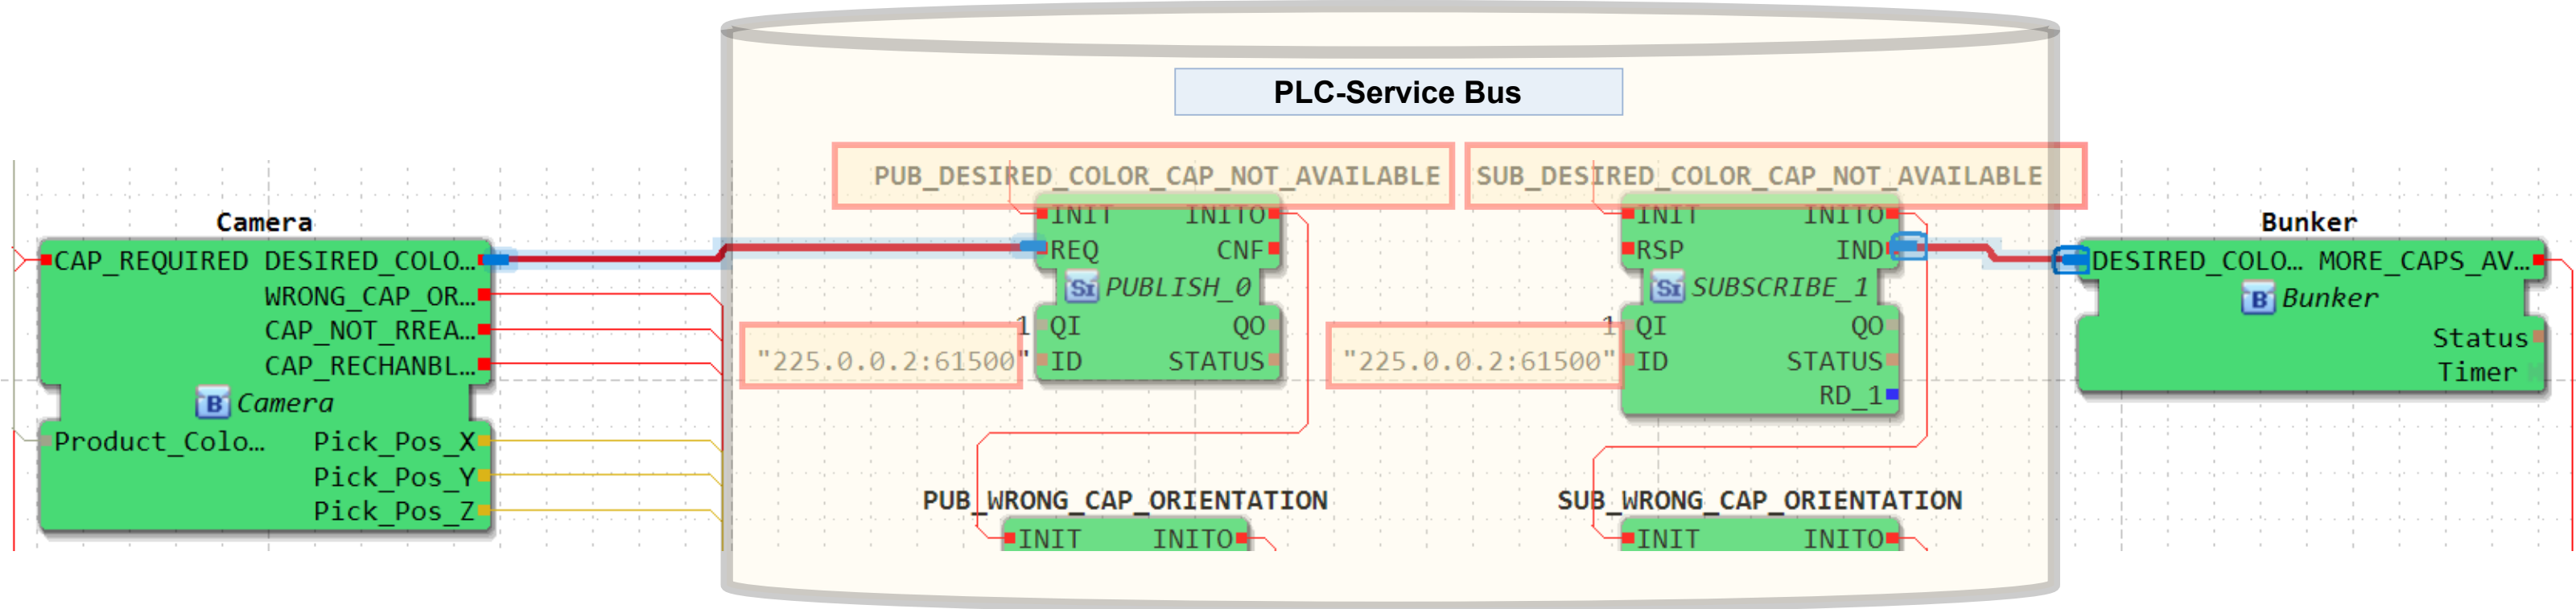 PLC-Service Bus
Camera
CAP_REQUIRED DESIRED_COLO...
WRONG_CAP_OR...
CAP_NOT_RREA...
CAP_RECHANBL...
B Camera
Product_Colo... Pick_Pos_X
Pick_Pos_Y
Pick_Pos_Z
PUB_DESIRED_COLOR_CAP_NOT_AVAILABLE
INIT INITO
REQ CNF
Si PUBLISH_0
1 QI QO
"225.0.0.2:61500" ID STATUS
PUB_WRONG_CAP_ORIENTATION
INIT INITO
SUB_DESIRED_COLOR_CAP_NOT_AVAILABLE
INIT INITO
RSP IND
Si SUBSCRIBE_1
1 QI QO
"225.0.0.2:61500" ID STATUS
RD_1
SUB_WRONG_CAP_ORIENTATION
INIT INITO
Bunker
DESIRED_COLO... MORE_CAPS_AV...
B Bunker
Status
Timer